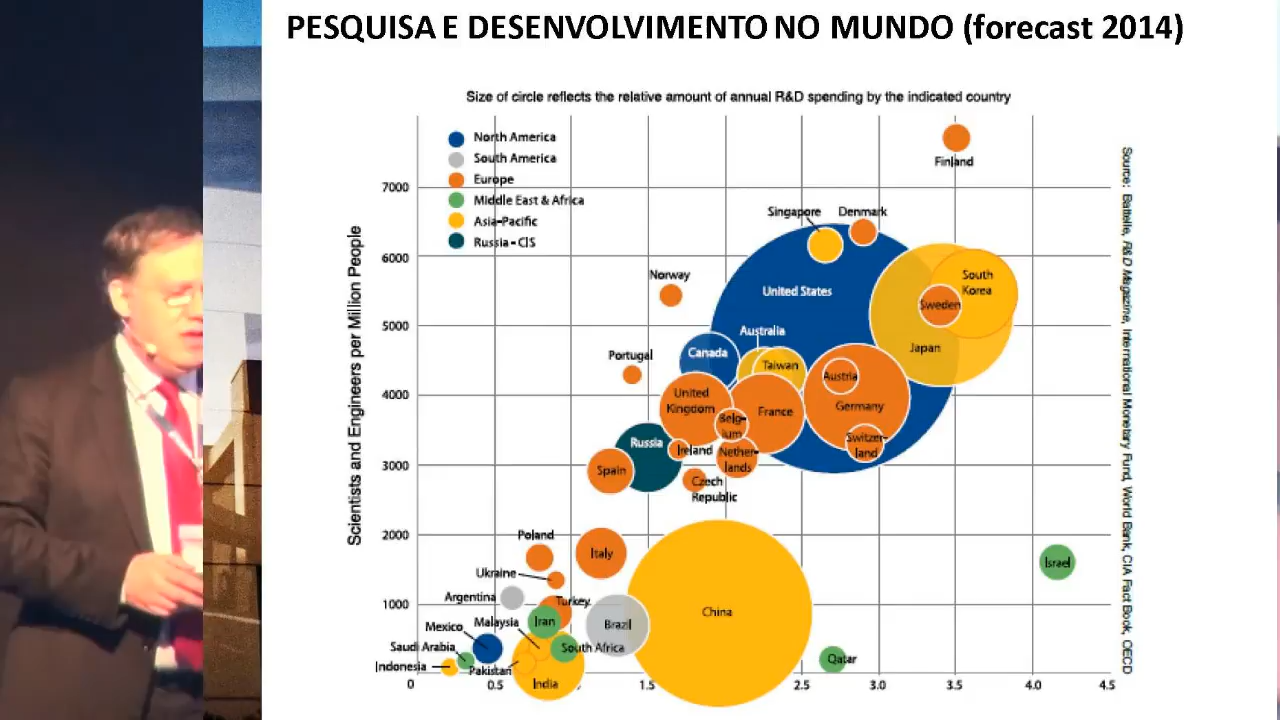 PESQUISA E DESENVOLVIMENTO NO MUNDO (forecast 2014)
Size of circle reflects the relative amount of annual R&D spending by the indicated country
North America
South America
Europe
Middle East & Africa
Asia-Pacific
Russia - CIS
Scientists and Engineers per Million People
7000
6000
5000
4000
3000
2000
1000
0
0.5
1.5
2.5
3.0
3.5
4.0
4.5
Finland
Singapore
Denmark
Norway
United States
South
Korea
Sweden
Australia
Japan
Portugal
Canada
Taiwan
Austria
United
Kingdom
France
Germany
Belg-
ium
Russia
Ireland
Nether-
lands
Switzer-
land
Spain
Czech
Republic
Poland
Italy
Ukraine
Israel
Argentina
Turkey
China
Mexico
Malaysia
Iran
Brazil
Saudi Arabia
South Africa
Indonesia
Pakistan
India
Qatar
Source: Battelle, R&D Magazine, International Monetary Fund, World Bank, CIA Fact Book, OECD